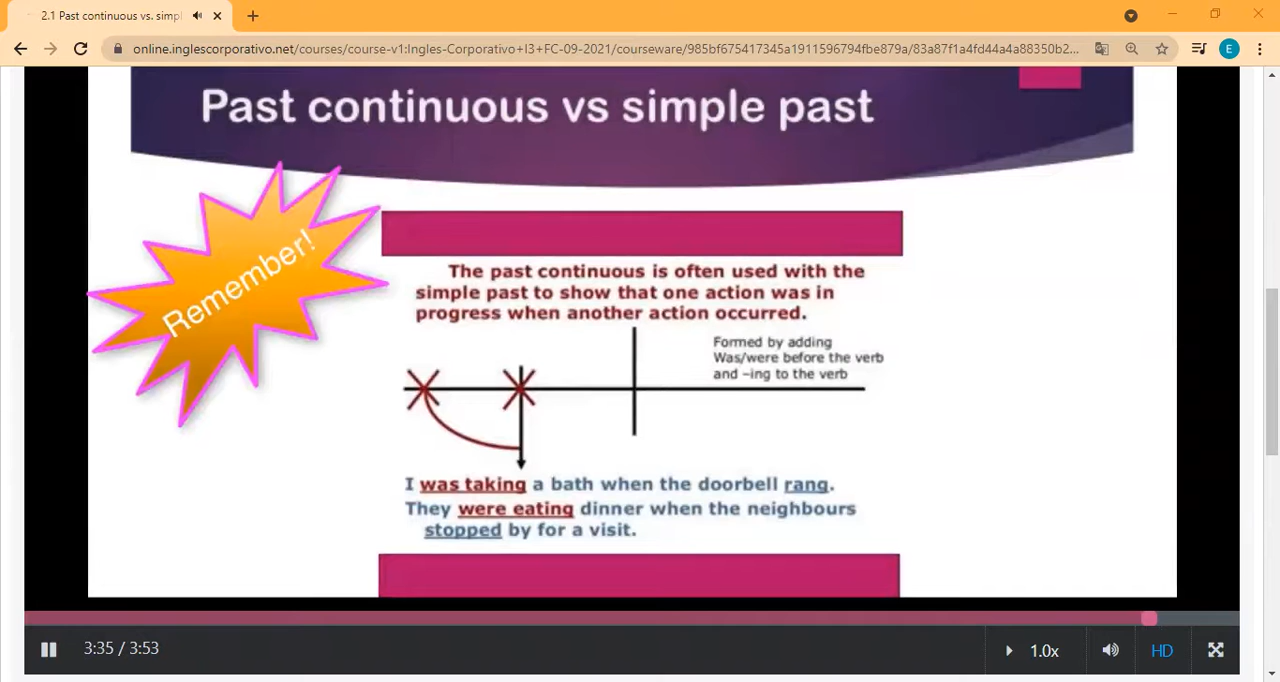 2.1 Past continuous vs. simpl
online.inglescorporativo.net/courses/course-v1:Ingles-Corporativo+I3+FC-09-2021/courseware/985bf675417345a1911596794fbe879a/83a87f1a4fd44a4a88350b2...
E
Past continuous vs simple past
Remember!
The past continuous is often used with the
simple past to show that one action was in
progress when another action occurred.
Formed by adding
Was/were before the verb
and –ing to the verb
I was taking a bath when the doorbell rang.
They were eating dinner when the neighbours
stopped by for a visit.
3:35 / 3:53
1.0x
HD